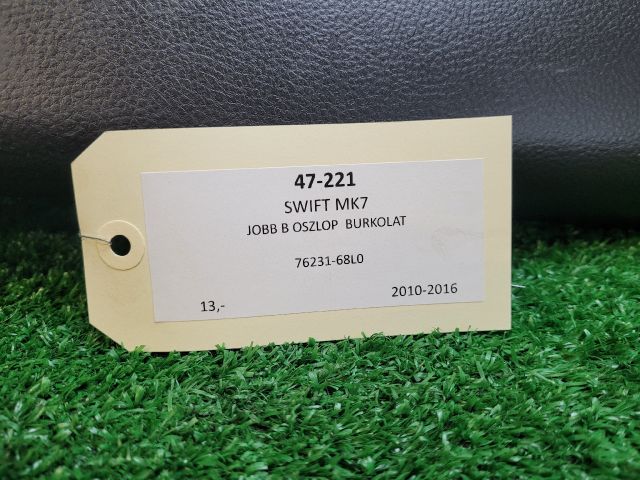 47-221
SWIFT MK7
JOBB B OSZLOP BURKOLAT
76231-68L0
13,-
2010-2016